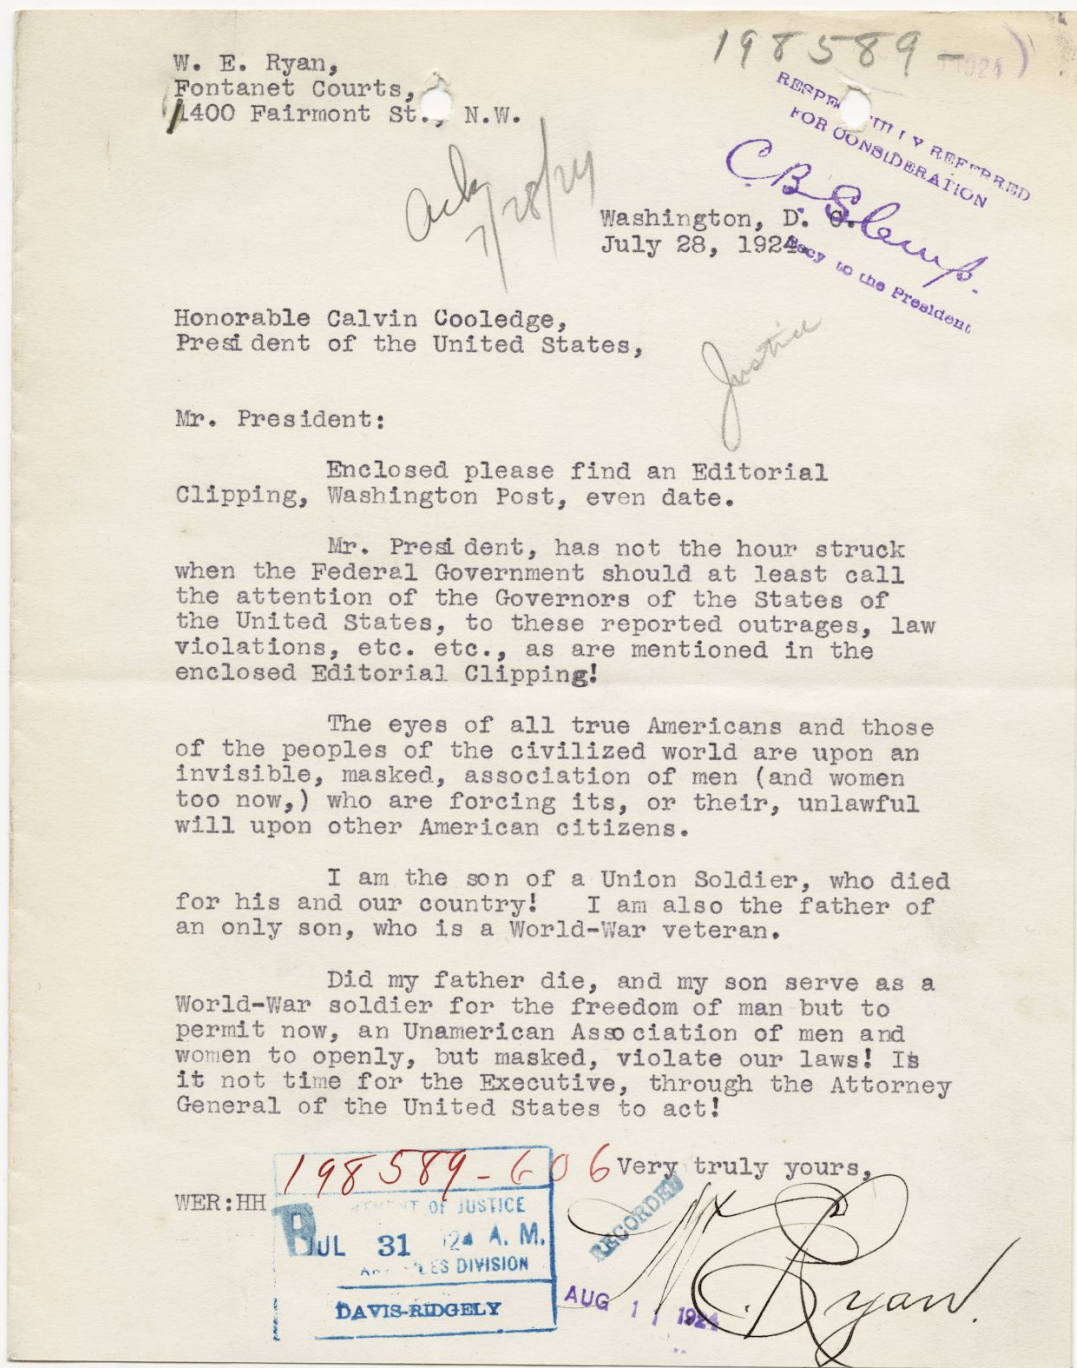 198589-
1924
W. E. Ryan,
Fontanet Courts,
1400 Fairmont St., N.W.
RESPECTFULLY REFERRED
FOR CONSIDERATION
C. B. Slemp.
Secy to the President
Ack
7/28/24
Washington, D. C.
July 28, 1924.
Honorable Calvin Cooledge,
President of the United States,
Justice
Mr. President:
Enclosed please find an Editorial
Clipping, Washington Post, even date.
Mr. President, has not the hour struck
when the Federal Government should at least call
the attention of the Governors of the States of
the United States, to these reported outrages, law
violations, etc. etc., as are mentioned in the
enclosed Editorial Clipping!
The eyes of all true Americans and those
of the peoples of the civilized world are upon an
invisible, masked, association of men (and women
too now,) who are forcing its, or their, unlawful
will upon other American citizens.
I am the son of a Union Soldier, who died
for his and our country! I am also the father of
an only son, who is a World-War veteran.
Did my father die, and my son serve as a
World-War soldier for the freedom of man but to
permit now, an Unamerican Association of men and
women to openly, but masked, violate our laws! Is
it not time for the Executive, through the Attorney
General of the United States to act!
198589-606
Very truly yours,
WER:HH
OF JUSTICE
R
JUL 31 A. M.
DIVISION
DAVIS-RIDGELY
RECORDED
AUG 11 1924
W. E. Ryan.